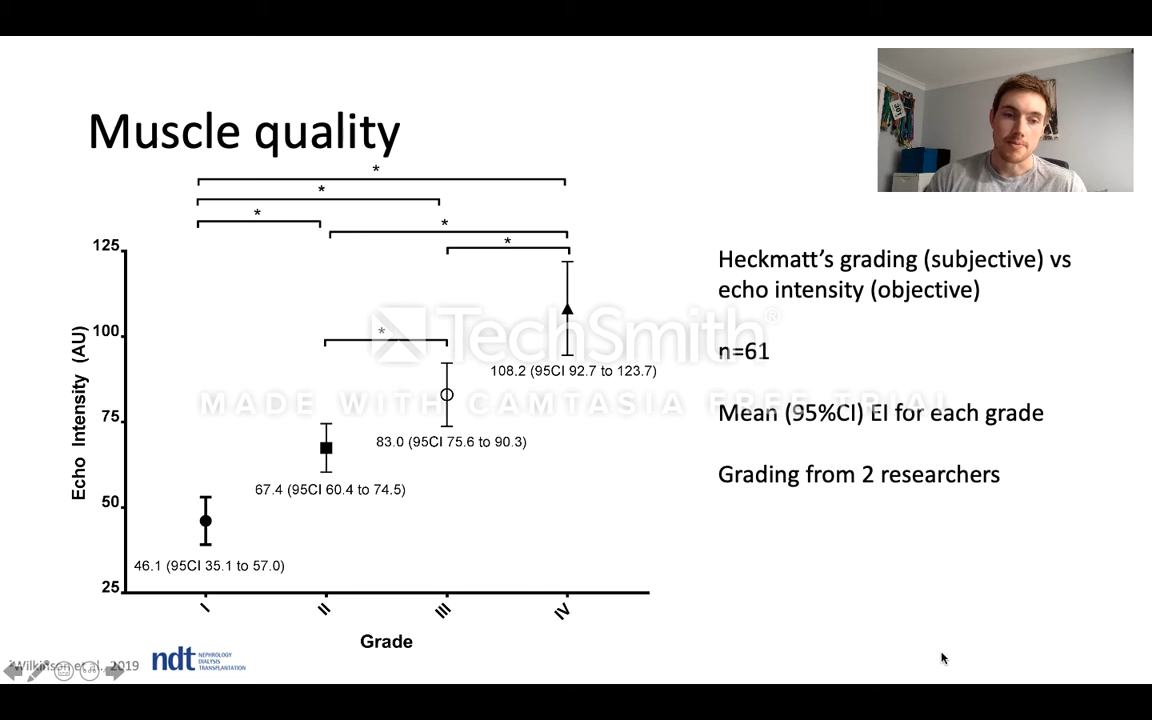 Muscle quality
*
*
*
*
*
*
125
100
75
50
25
Echo Intensity (AU)
108.2 (95CI 92.7 to 123.7)
83.0 (95CI 75.6 to 90.3)
67.4 (95CI 60.4 to 74.5)
46.1 (95CI 35.1 to 57.0)
I
II
III
IV
Grade
Heckmatt's grading (subjective) vs
echo intensity (objective)
n=61
Mean (95%CI) EI for each grade
Grading from 2 researchers
TechSmith®
MADE WITH CAMTASIA FREE TRIAL
Wilkinson et al., 2019
ndt
NEPHROLOGY
DIALYSIS
TRANSPLANTATION